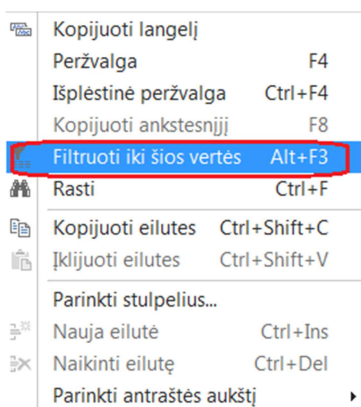 Kopijuoti langelį
Peržvalga F4
Išplėstinė peržvalga Ctrl+F4
Kopijuoti ankstesnįjį F8
Filtruoti iki šios vertės Alt+F3
Rasti Ctrl+F
Kopijuoti eilutes Ctrl+Shift+C
Įklijuoti eilutes Ctrl+Shift+V
Parinkti stulpelius...
Nauja eilutė Ctrl+Ins
Naikinti eilutę Ctrl+Del
Parinkti antraštės aukštį